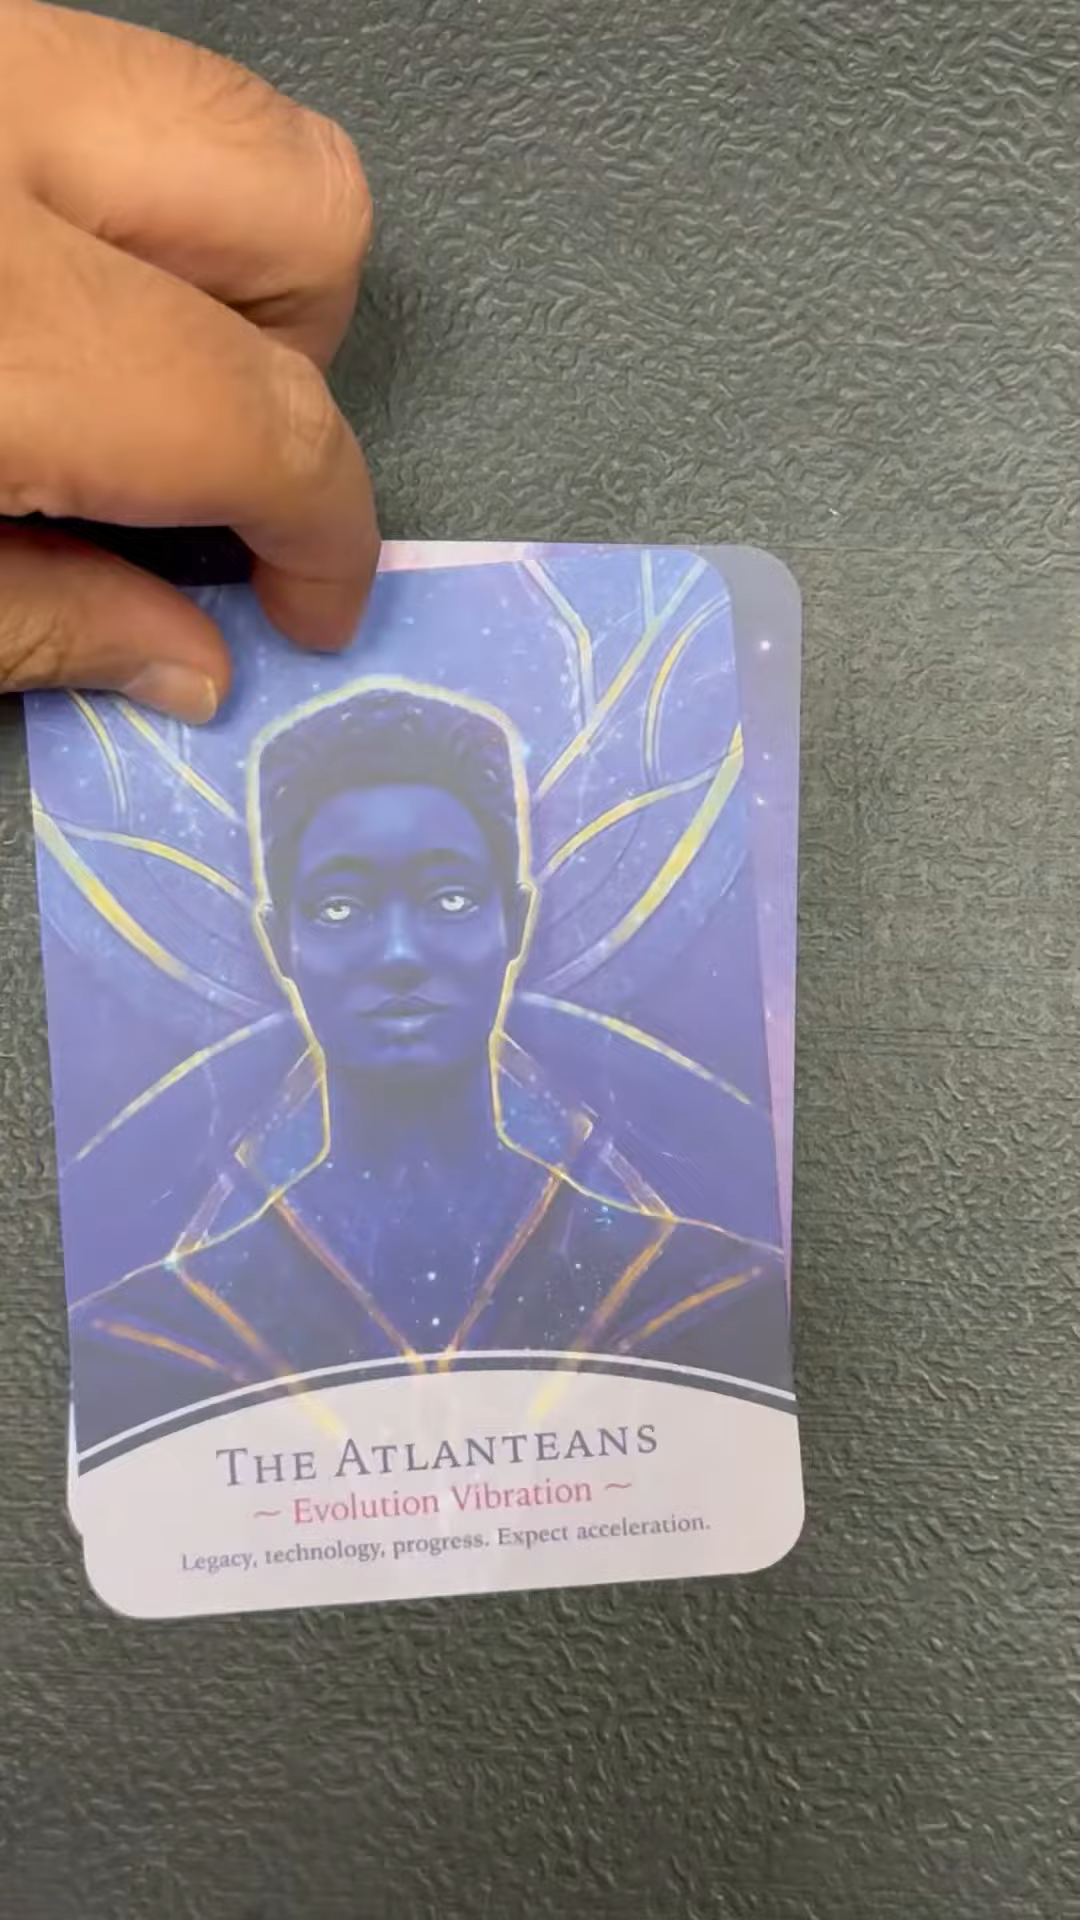 The Atlanteans
~ Evolution Vibration ~
Legacy, technology, progress. Expect acceleration.